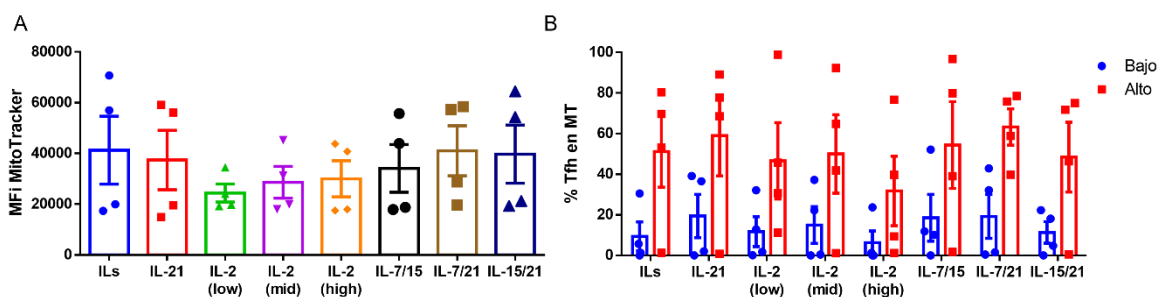 A
MFi MitoTracker
80000
60000
40000
20000
0
ILs
IL-21
IL-2
(low)
IL-2
(mid)
IL-2
(high)
IL-7/15
IL-7/21
IL-15/21
B
% Tfh en MT
100
80
60
40
20
0
ILs
IL-21
IL-2
(low)
IL-2
(mid)
IL-2
(high)
IL-7/15
IL-7/21
IL-15/21
Bajo
Alto